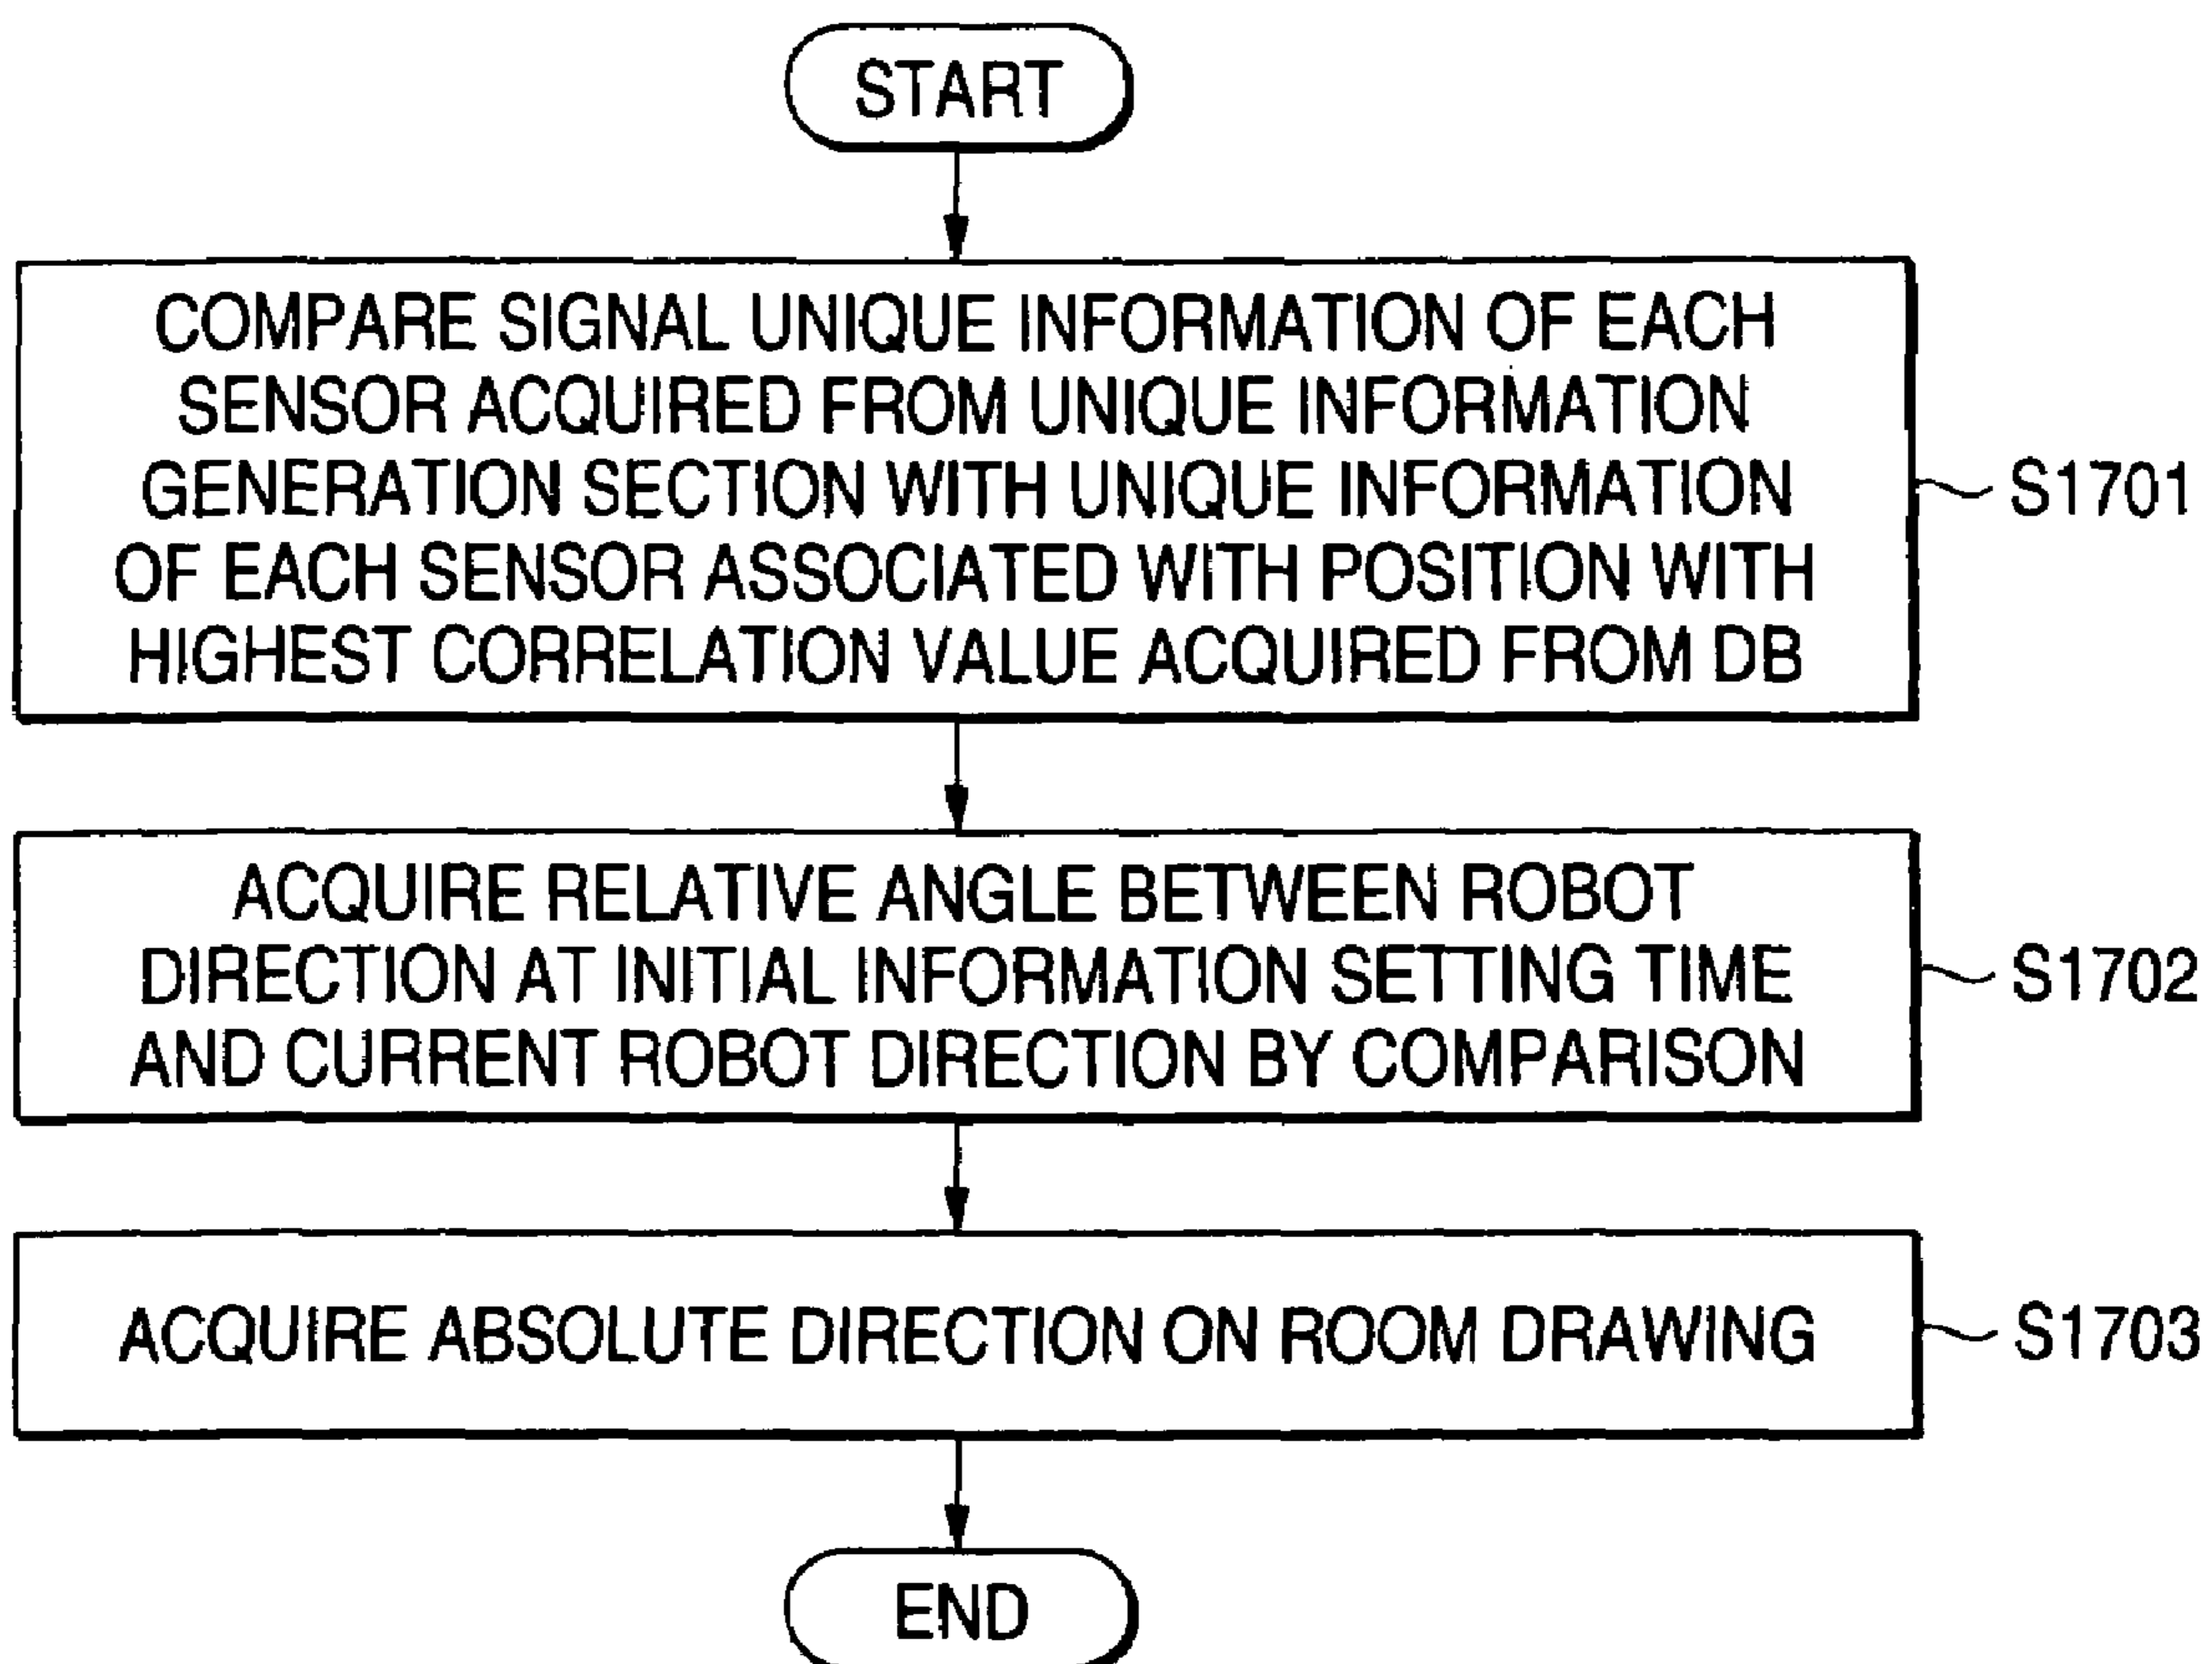 START
COMPARE SIGNAL UNIQUE INFORMATION OF EACH
SENSOR ACQUIRED FROM UNIQUE INFORMATION
GENERATION SECTION WITH UNIQUE INFORMATION
OF EACH SENSOR ASSOCIATED WITH POSITION WITH
HIGHEST CORRELATION VALUE ACQUIRED FROM DB
S1701
ACQUIRE RELATIVE ANGLE BETWEEN ROBOT
DIRECTION AT INITIAL INFORMATION SETTING TIME
AND CURRENT ROBOT DIRECTION BY COMPARISON
S1702
ACQUIRE ABSOLUTE DIRECTION ON ROOM DRAWING
S1703
END